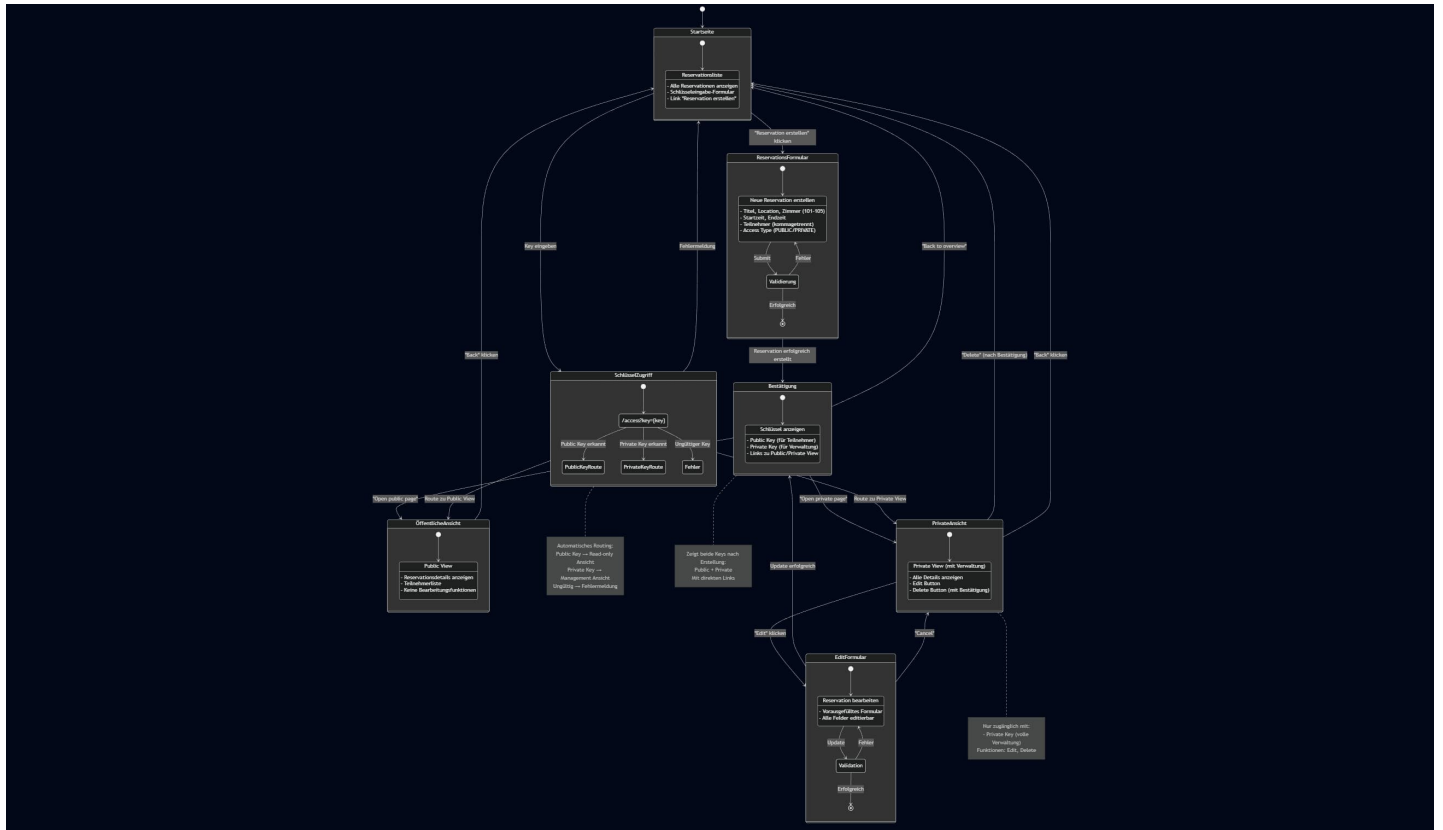 Startseite
Reservationsliste
- Alle Reservationen anzeigen
- Schlüsseleingabe-Formular
- Link "Reservation erstellen"
"Reservation erstellen"
klicken
ReservationsFormular
Neue Reservation erstellen
- Titel, Location, Zimmer (101-105)
- Startzeit, Endzeit
- Teilnehmer (kommagetrennt)
- Access Type (PUBLIC/PRIVATE)
Key eingeben
Fehlermeldung
"Back to overview"
Submit
Fehler
Validierung
Erfolgreich
"Back" klicken
Reservation erfolgreich
erstellt
"Delete" (nach Bestätigung)
"Back" klicken
SchlüsselZugriff
/access?key={key}
Public Key erkannt
Private Key erkannt
Ungültiger Key
PublicKeyRoute
PrivateKeyRoute
Fehler
Bestätigung
Schlüssel anzeigen
- Public Key (für Teilnehmer)
- Private Key (für Verwaltung)
- Links zu Public/Private View
"Open public page"
Route zu Public View
"Open private page"
Route zu Private View
ÖffentlicheAnsicht
Public View
- Reservationsdetails anzeigen
- Teilnehmerliste
- Keine Bearbeitungsfunktionen
Automatisches Routing:
Public Key → Read-only
Ansicht
Private Key →
Management Ansicht
Ungültig → Fehlermeldung
Zeigt beide Keys nach
Erstellung:
Public + Private
Mit direkten Links
Update erfolgreich
PrivateAnsicht
Private View (mit Verwaltung)
- Alle Details anzeigen
- Edit Button
- Delete Button (mit Bestätigung)
"Edit" klicken
"Cancel"
EditFormular
Reservation bearbeiten
- Vorausgefülltes Formular
- Alle Felder editierbar
Update
Fehler
Validation
Erfolgreich
Nur zugänglich mit:
- Private Key (volle
Verwaltung)
Funktionen: Edit, Delete